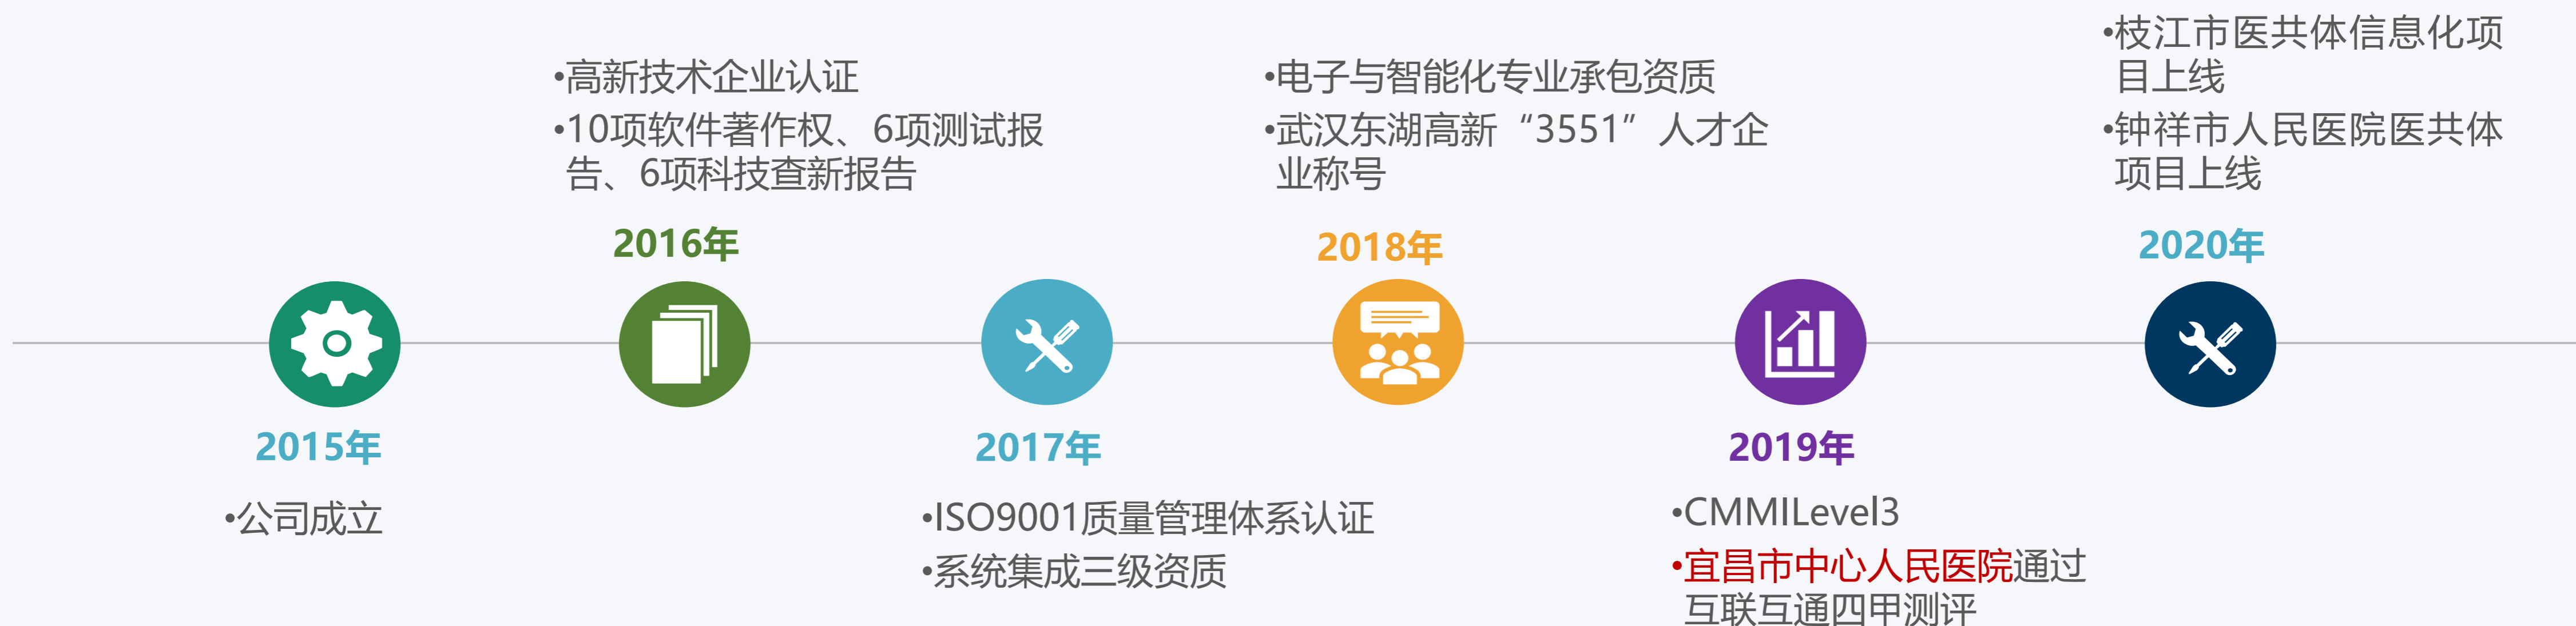 2015年
•公司成立
•高新技术企业认证
•10项软件著作权、6项测试报
告、6项科技查新报告
2016年
2017年
•ISO9001质量管理体系认证
•系统集成三级资质
•电子与智能化专业承包资质
•武汉东湖高新“3551”人才企
业称号
2018年
2019年
•CMMILevel3
•宜昌市中心人民医院通过
互联互通四甲测评
•枝江市医共体信息化项
目上线
•钟祥市人民医院医共体
项目上线
2020年